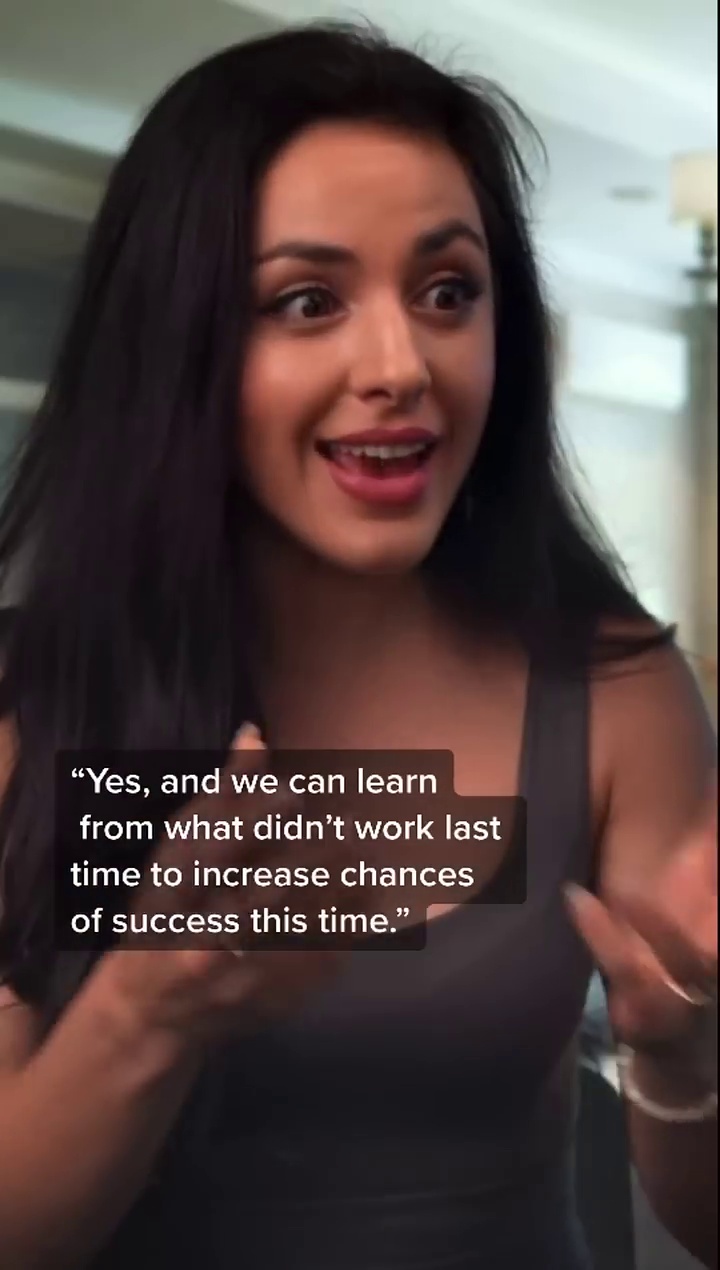 “Yes, and we can learn
from what didn’t work last
time to increase chances
of success this time.”